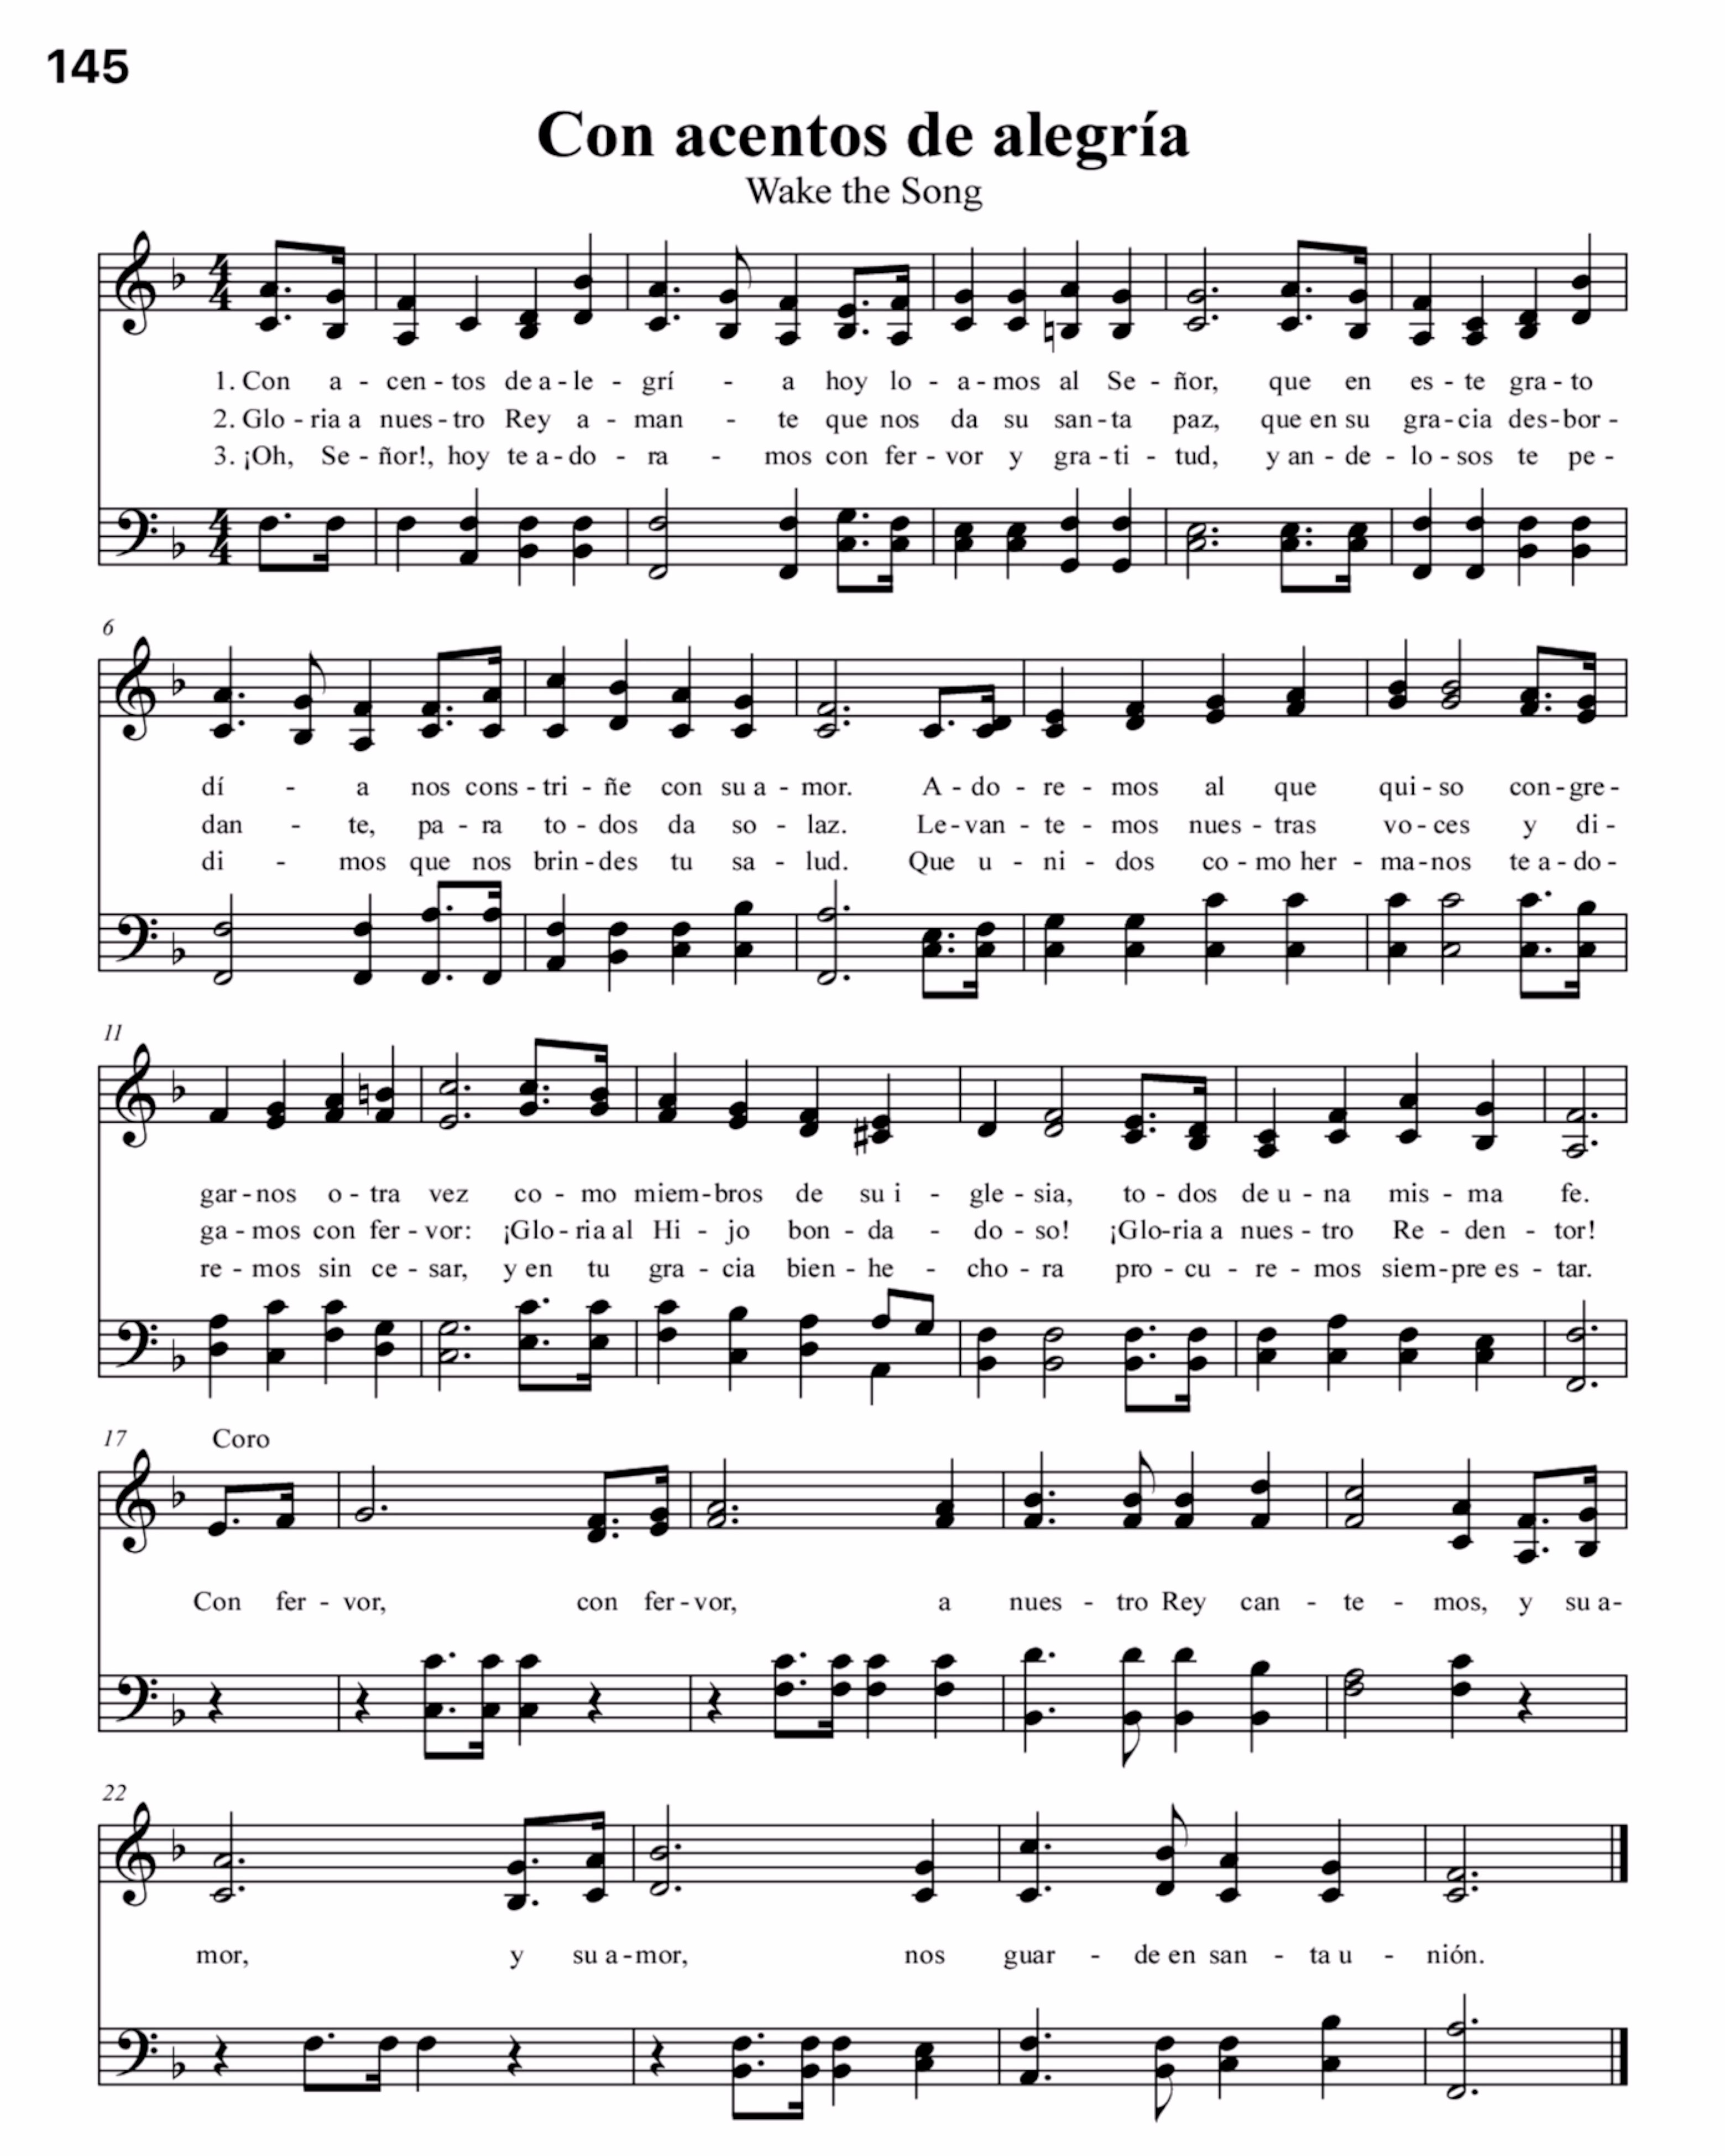 145
Con acentos de alegría
Wake the Song
1. Con a - cen - tos de a - le - grí - a hoy lo - a - mos al Se - ñor, que en es - te gra - to
2. Glo - ria a nues - tro Rey a - man - te que nos da su san - ta paz, que en su gra - cia des - bor -
3. ¡Oh, Se - ñor!, hoy te a - do - ra - mos con fer - vor y gra - ti - tud, y an - de - lo - sos te pe -
6
dí - a nos cons - tri - ñe con su a - mor. A - do - re - mos al que qui - so con - gre -
dan - te, pa - ra to - dos da so - laz. Le - van - te - mos nues - tras vo - ces y di -
di - mos que nos brin - des tu sa - lud. Que u - ni - dos co - mo her - ma - nos te a - do -
11
gar - nos o - tra vez co - mo miem - bros de su i - gle - sia, to - dos de u - na mis - ma fe.
ga - mos con fer - vor: ¡Glo - ria al Hi - jo bon - da - do - so! ¡Glo - ria a nues - tro Re - den - tor!
re - mos sin ce - sar, y en tu gra - cia bien - he - cho - ra pro - cu - re - mos siem - pre es - tar.
17 Coro
Con fer - vor, con fer - vor, a nues - tro Rey can - te - mos, y su a -
22
mor, y su a - mor, nos guar - de en san - ta u - nión.